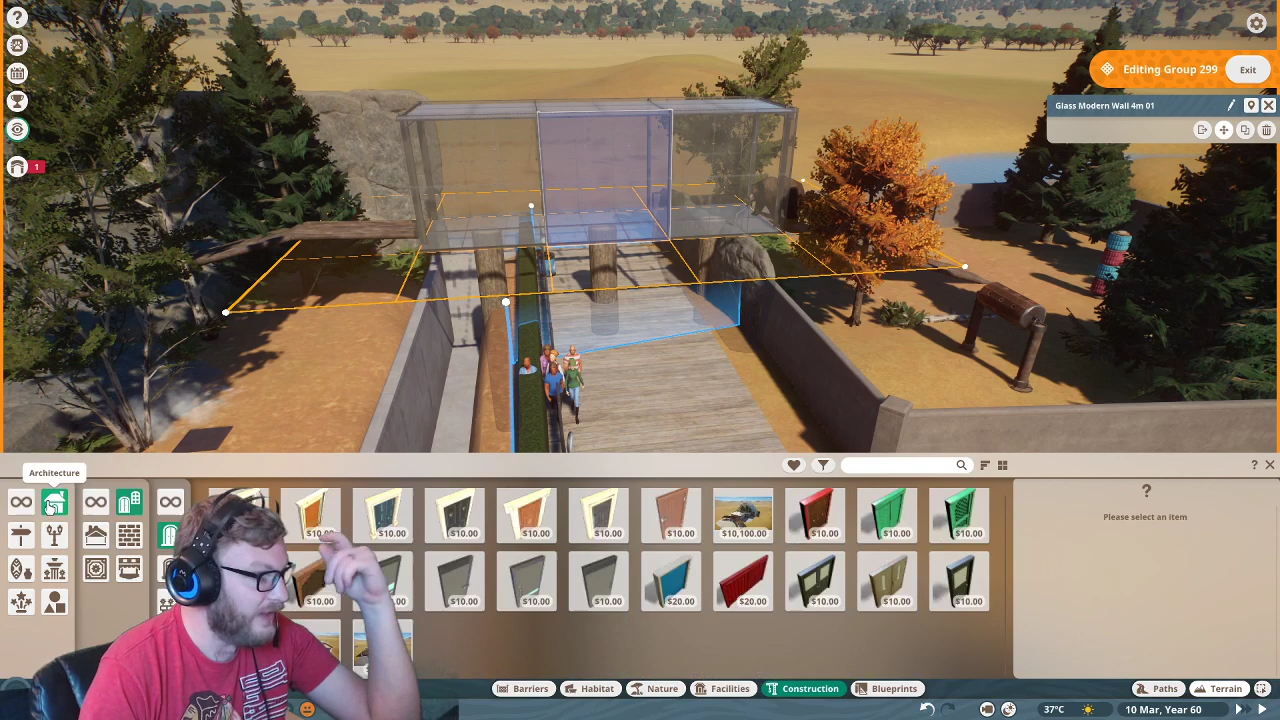 Editing Group 299
Exit
Glass Modern Wall 4m 01
1
Architecture
?
?
Please select an item
$10.00
$10.00
$10.00
$10.00
$10.00
$10.00
$10,100.00
$10.00
$10.00
$10.00
$10.00
$10.00
$10.00
$10.00
$20.00
$20.00
$10.00
$10.00
$10.00
Barriers
Habitat
Nature
Facilities
Construction
Blueprints
Paths
Terrain
37°C
10 Mar, Year 60